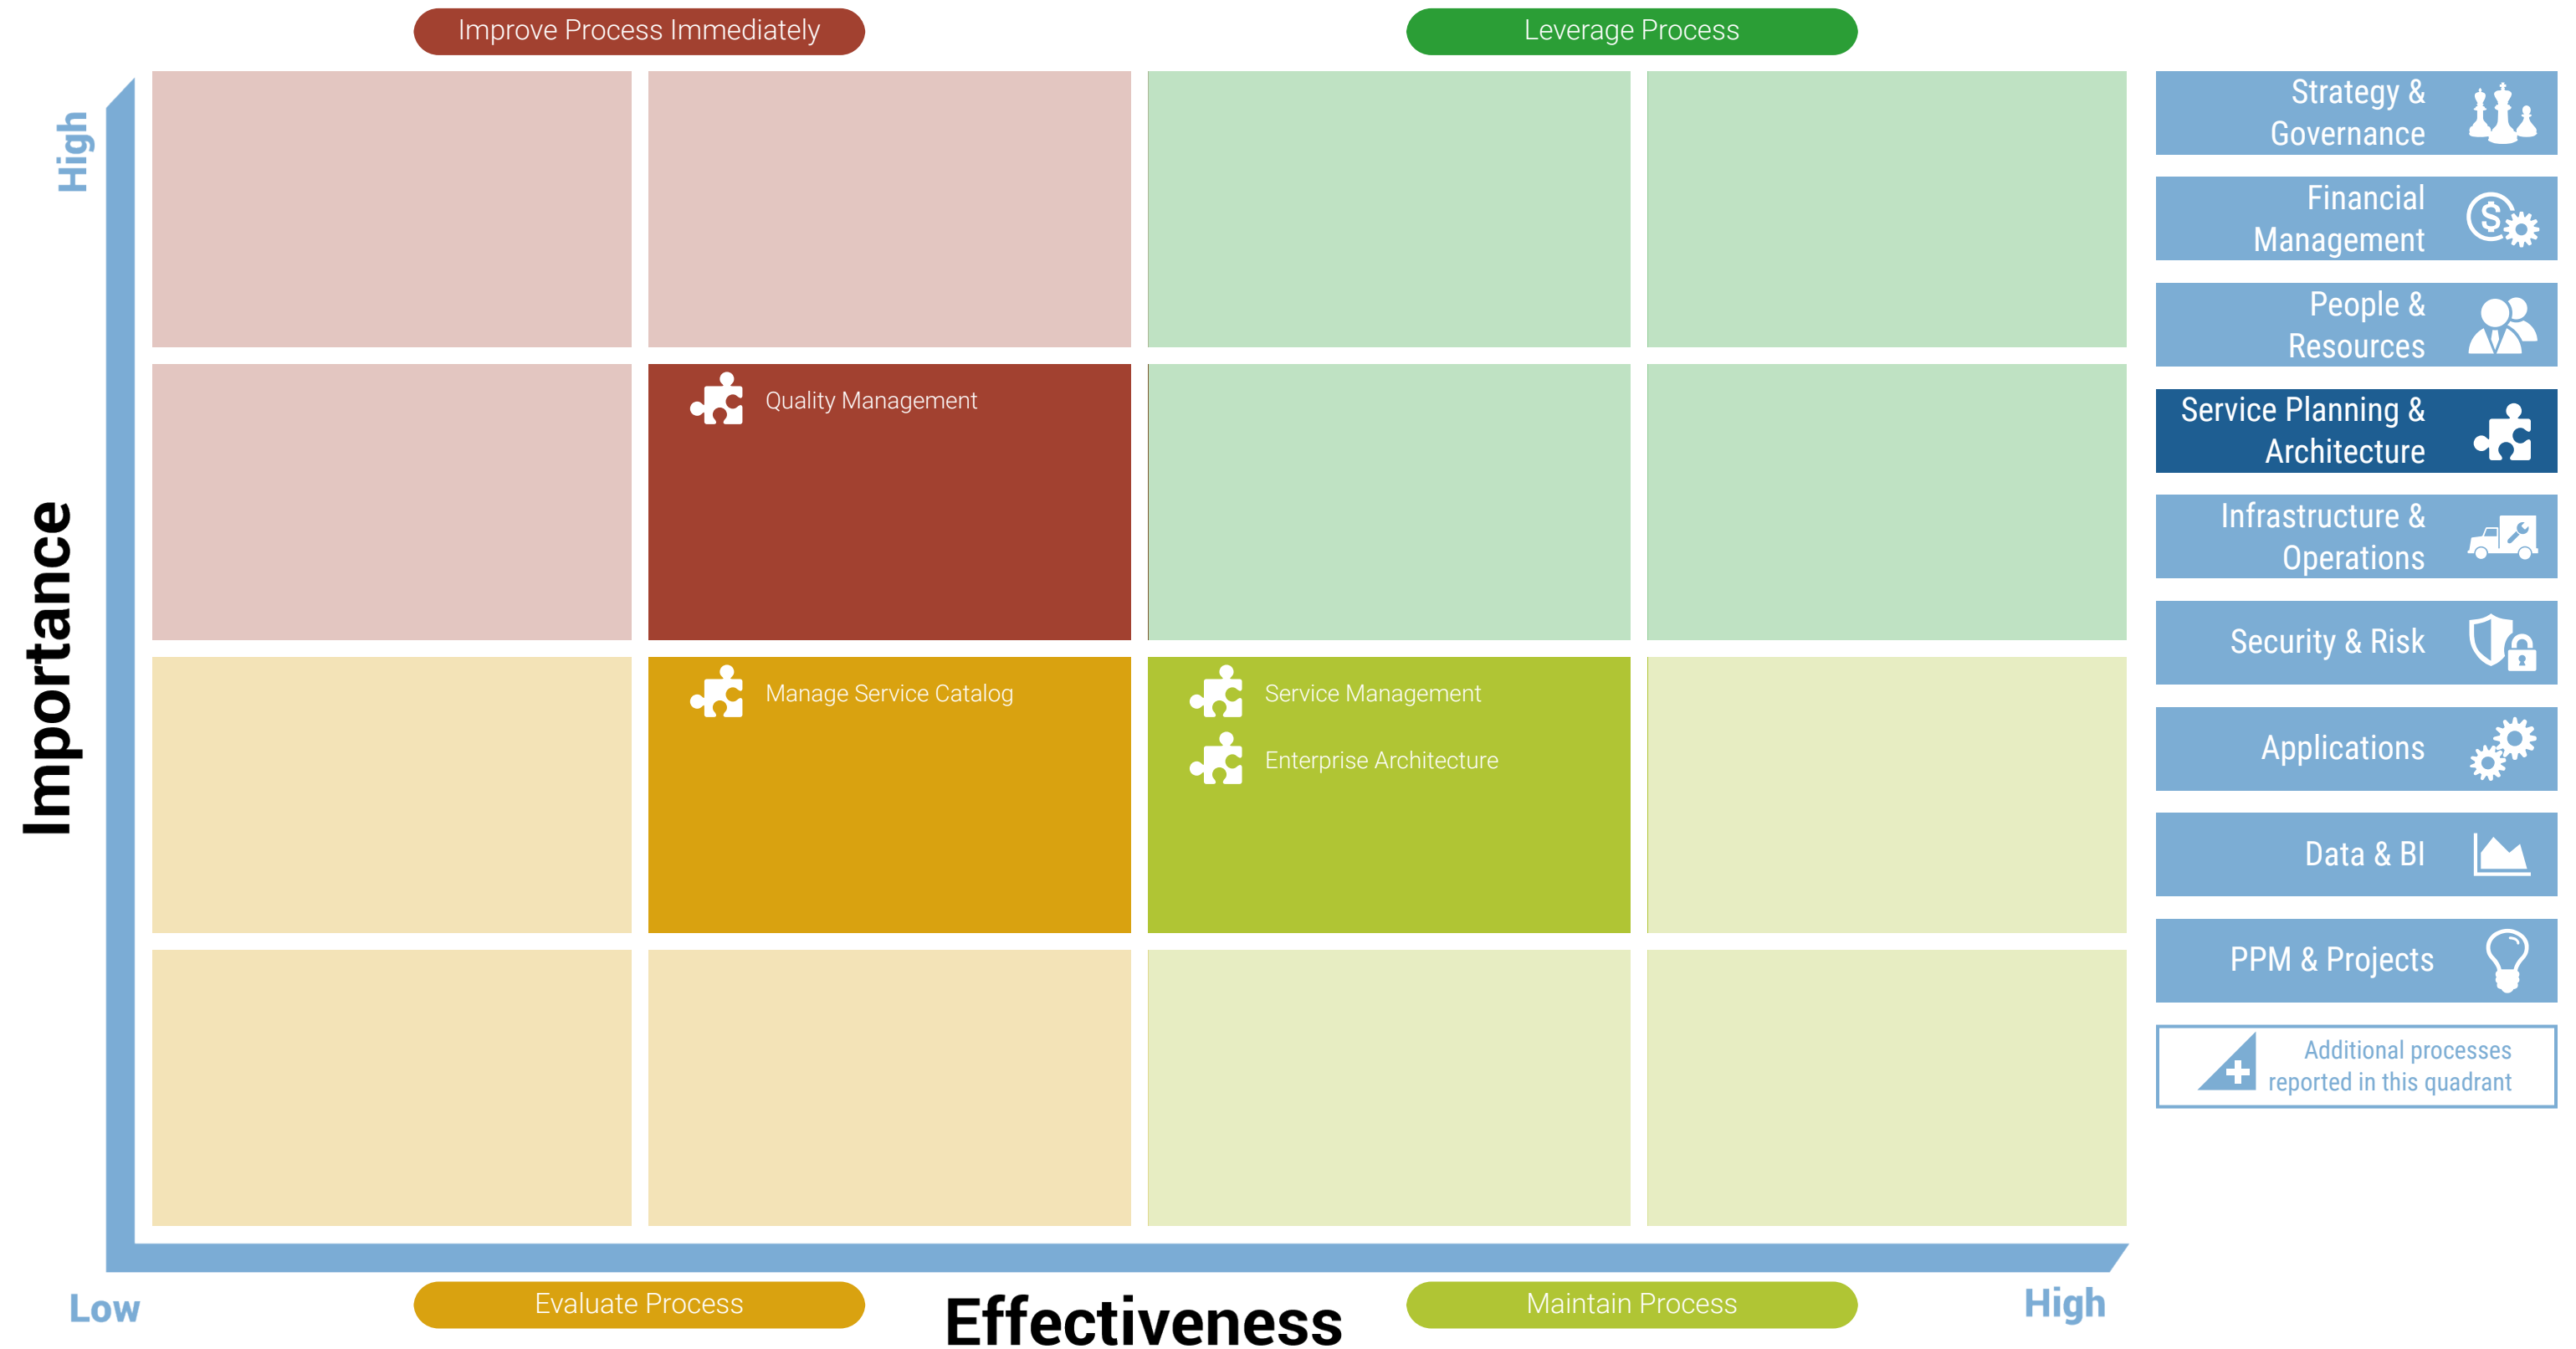 Improve Process Immediately
Leverage Process
High
Importance
Quality Management
Manage Service Catalog
Service Management
Enterprise Architecture
Low
Evaluate Process
Effectiveness
Maintain Process
High
Strategy &
Governance
Financial
Management
People &
Resources
Service Planning &
Architecture
Infrastructure &
Operations
Security & Risk
Applications
Data & BI
PPM & Projects
Additional processes
reported in this quadrant